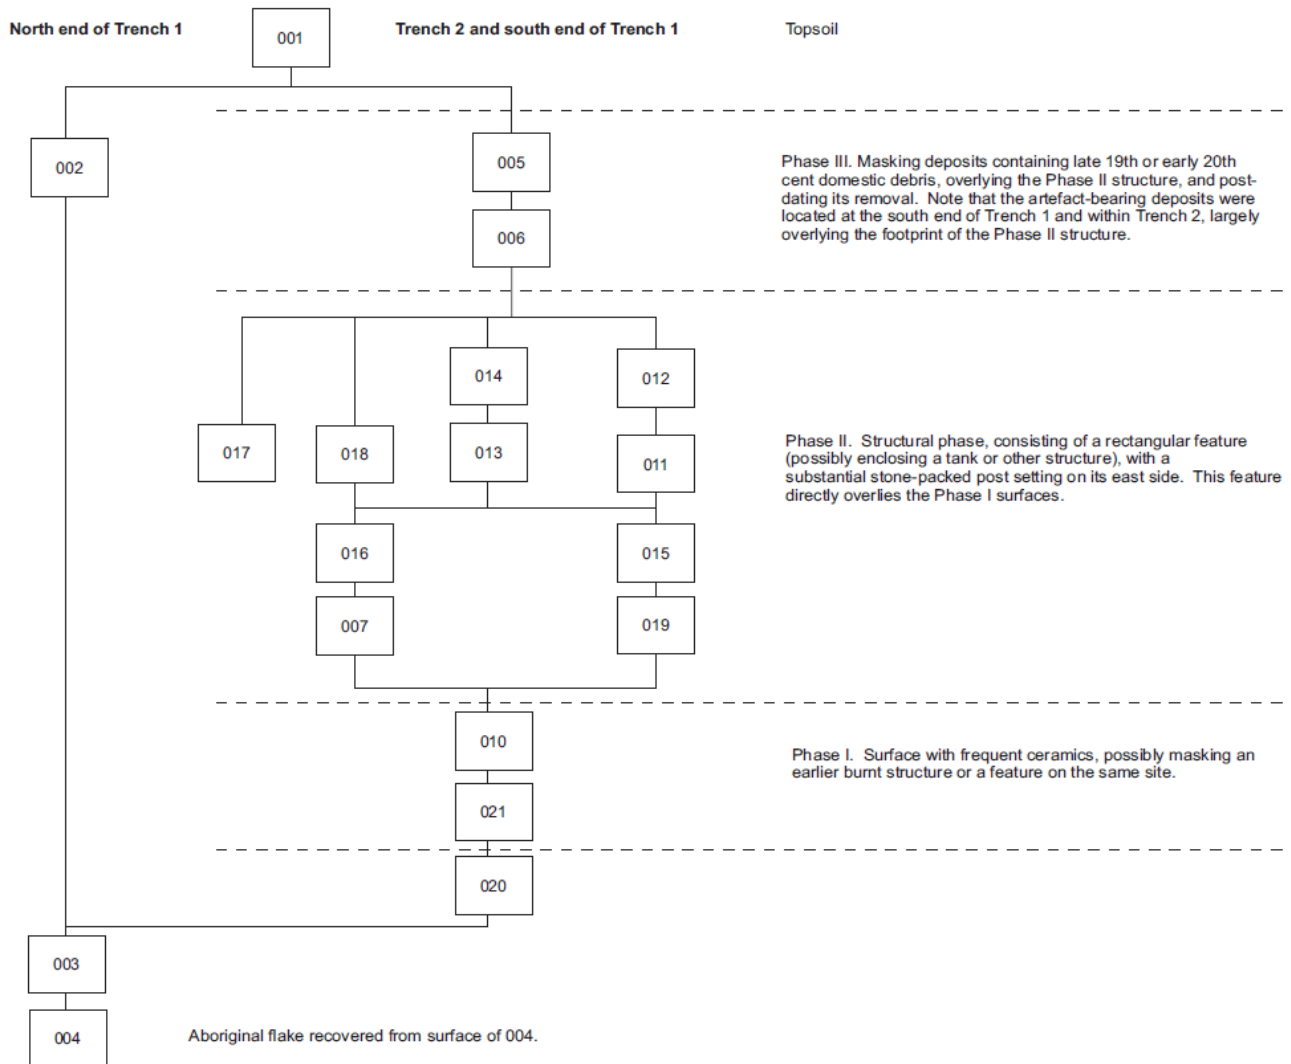 North end of Trench 1
001
Trench 2 and south end of Trench 1
Topsoil
002
005
Phase III. Masking deposits containing late 19th or early 20th
cent domestic debris, overlying the Phase II structure, and post-
dating its removal. Note that the artefact-bearing deposits were
located at the south end of Trench 1 and within Trench 2, largely
overlying the footprint of the Phase II structure.
006
014
012
017
018
013
011
Phase II. Structural phase, consisting of a rectangular feature
(possibly enclosing a tank or other structure), with a
substantial stone-packed post setting on its east side. This feature
directly overlies the Phase I surfaces.
016
015
007
019
010
Phase I. Surface with frequent ceramics, possibly masking an
earlier burnt structure or a feature on the same site.
021
020
003
004
Aboriginal flake recovered from surface of 004.